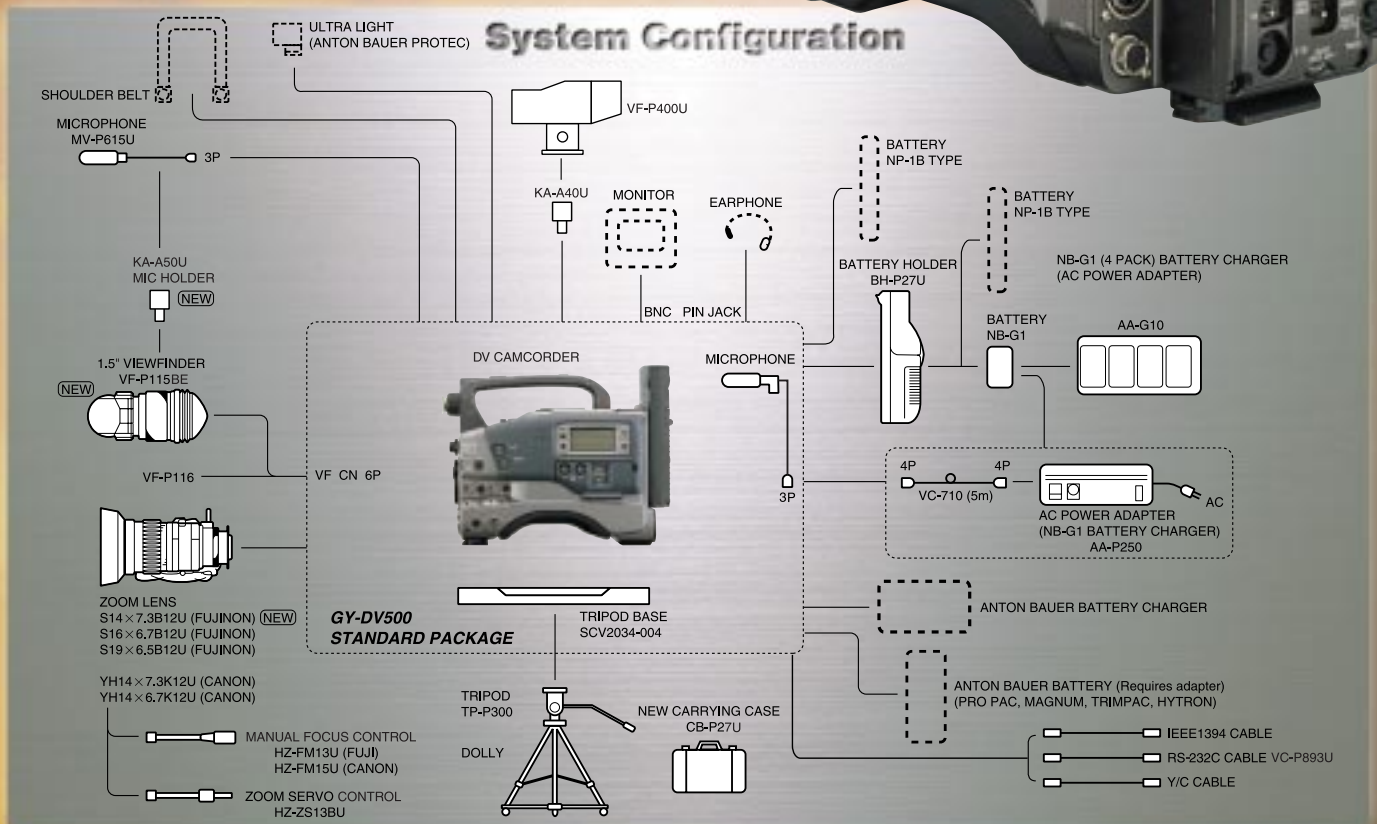 System Configuration
ULTRA LIGHT
(ANTON BAUER PROTEC)
SHOULDER BELT
MICROPHONE
MV-P615U
3P
VF-P400U
KA-A40U
MONITOR
EARPHONE
BATTERY
NP-1B TYPE
BATTERY
NP-1B TYPE
KA-A50U
MIC HOLDER
NEW
BATTERY HOLDER
BH-P27U
NB-G1 (4 PACK) BATTERY CHARGER
(AC POWER ADAPTER)
BATTERY
NB-G1
AA-G10
BNC PIN JACK
1.5" VIEWFINDER
VF-P115BE
NEW
DV CAMCORDER
MICROPHONE
3P
VF-P116
VF CN 6P
4P
4P
VC-710 (5m)
AC
AC POWER ADAPTER
(NB-G1 BATTERY CHARGER)
AA-P250
ZOOM LENS
S14×7.3B12U (FUJINON) NEW
S16×6.7B12U (FUJINON)
S19×6.5B12U (FUJINON)
YH14×7.3K12U (CANON)
YH14×6.7K12U (CANON)
GY-DV500
STANDARD PACKAGE
TRIPOD BASE
SCV2034-004
ANTON BAUER BATTERY CHARGER
ANTON BAUER BATTERY (Requires adapter)
(PRO PAC, MAGNUM, TRIMPAC, HYTRON)
TRIPOD
TP-P300
DOLLY
NEW CARRYING CASE
CB-P27U
MANUAL FOCUS CONTROL
HZ-FM13U (FUJI)
HZ-FM15U (CANON)
ZOOM SERVO CONTROL
HZ-ZS13BU
IEEE1394 CABLE
RS-232C CABLE VC-P893U
Y/C CABLE